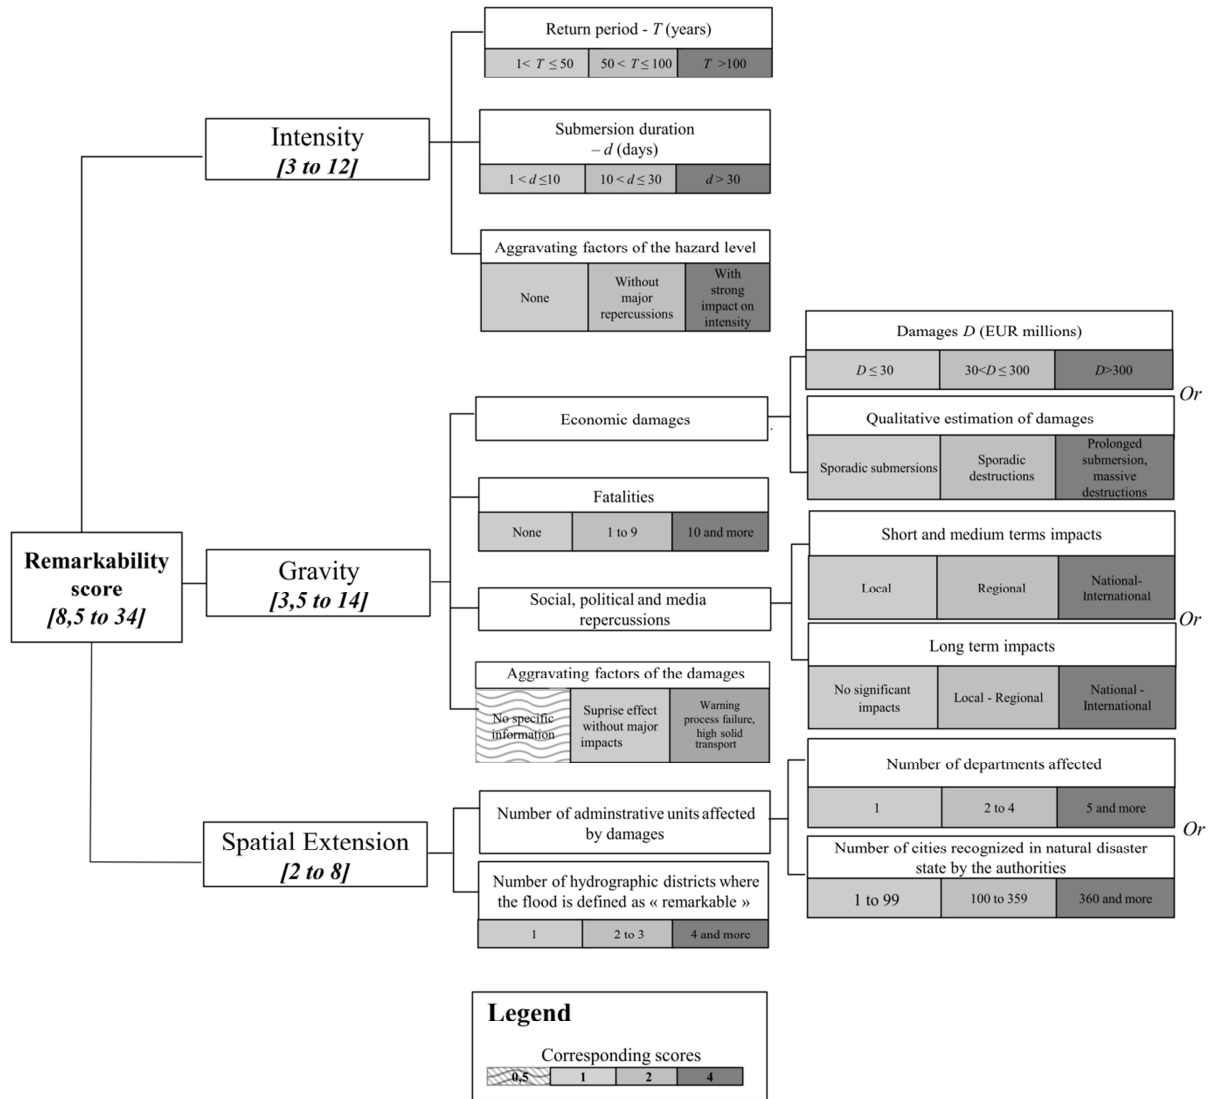 Return period - T (years)
1< T ≤ 50 50 < T ≤ 100 T >100
Intensity
[3 to 12]
Submersion duration
– d (days)
1 < d ≤10 10 < d ≤ 30 d > 30
Aggravating factors of the hazard level
None
Without
major
repercussions
With
strong
impact on
intensity
Remarkability
score
[8,5 to 34]
Gravity
[3,5 to 14]
Economic damages
Damages D (EUR millions)
D ≤ 30 30<D ≤ 300 D>300
Or
Qualitative estimation of damages
Sporadic submersions
Sporadic
destructions
Prolonged
submersion,
massive
destructions
Fatalities
None 1 to 9 10 and more
Social, political and media
repercussions
Short and medium terms impacts
Local Regional National-
International
Or
Long term impacts
No significant
impacts
Local - Regional
National -
International
Aggravating factors of the damages
No specific
information
Suprise effect
without major
impacts
Warning
process failure,
high solid
transport
Spatial Extension
[2 to 8]
Number of adminstrative units affected
by damages
Number of departments affected
1 2 to 4 5 and more
Or
Number of cities recognized in natural disaster
state by the authorities
1 to 99 100 to 359 360 and more
Number of hydrographic districts where
the flood is defined as « remarkable »
1 2 to 3 4 and more
Legend
Corresponding scores
0,5 1 2 4